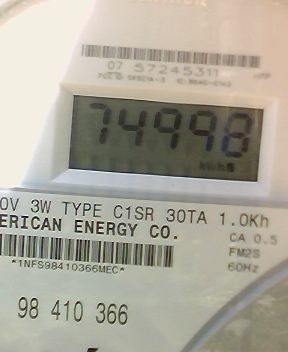 07 57245311
74998
kWh
0V 3W TYPE C1SR 30TA 1.0Kh
ERICAN ENERGY CO.
CA 0.5
FM2S
60Hz
*1NFS98410366MEC*
98 410 366